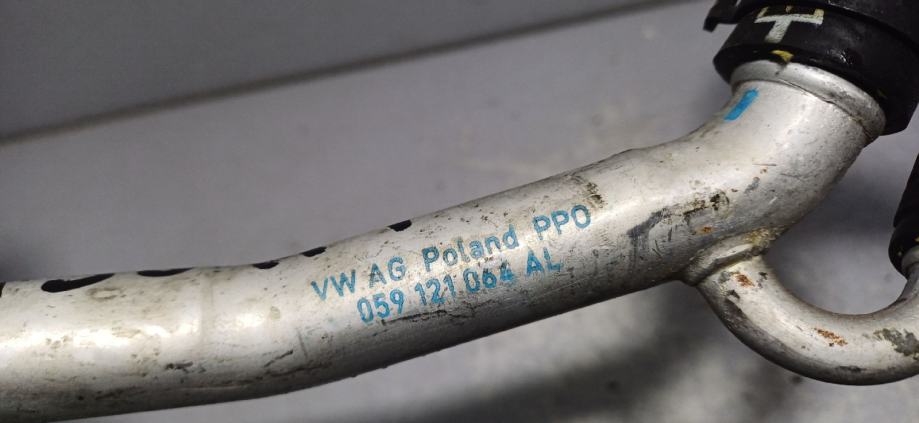 VW AG Poland PPO
059 121 064 AL